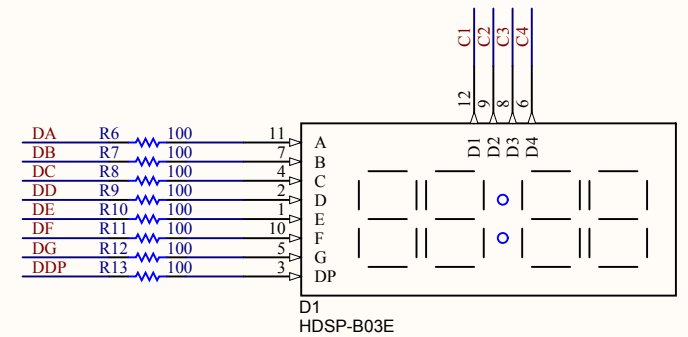 C1 C2 C3 C4
12 9 8 6
D1 D2 D3 D4
DA R6 100 11 A
DB R7 100 7 B
DC R8 100 4 C
DD R9 100 2 D
DE R10 100 1 E
DF R11 100 10 F
DG R12 100 5 G
DDP R13 100 3 DP
D1
HDSP-B03E